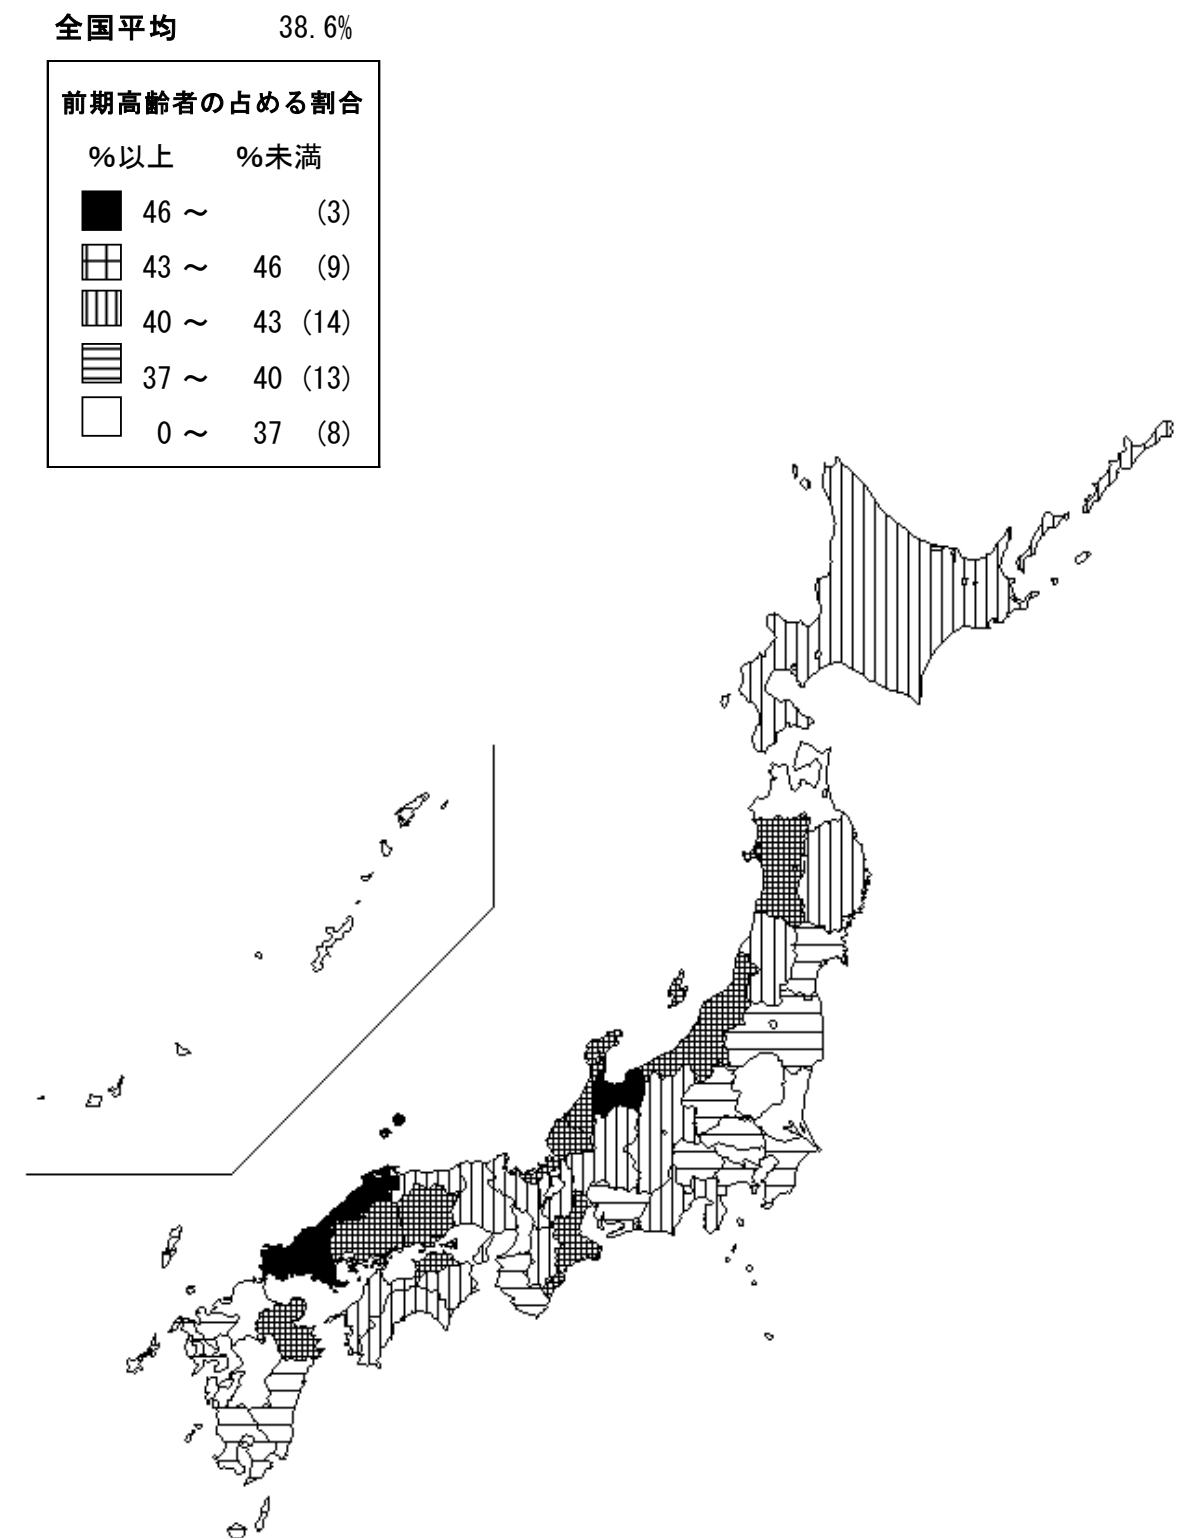 全国平均 38.6%
前期高齢者の占める割合
%以上 %未満
46 ～ (3)
43 ～ 46 (9)
40 ～ 43 (14)
37 ～ 40 (13)
0 ～ 37 (8)